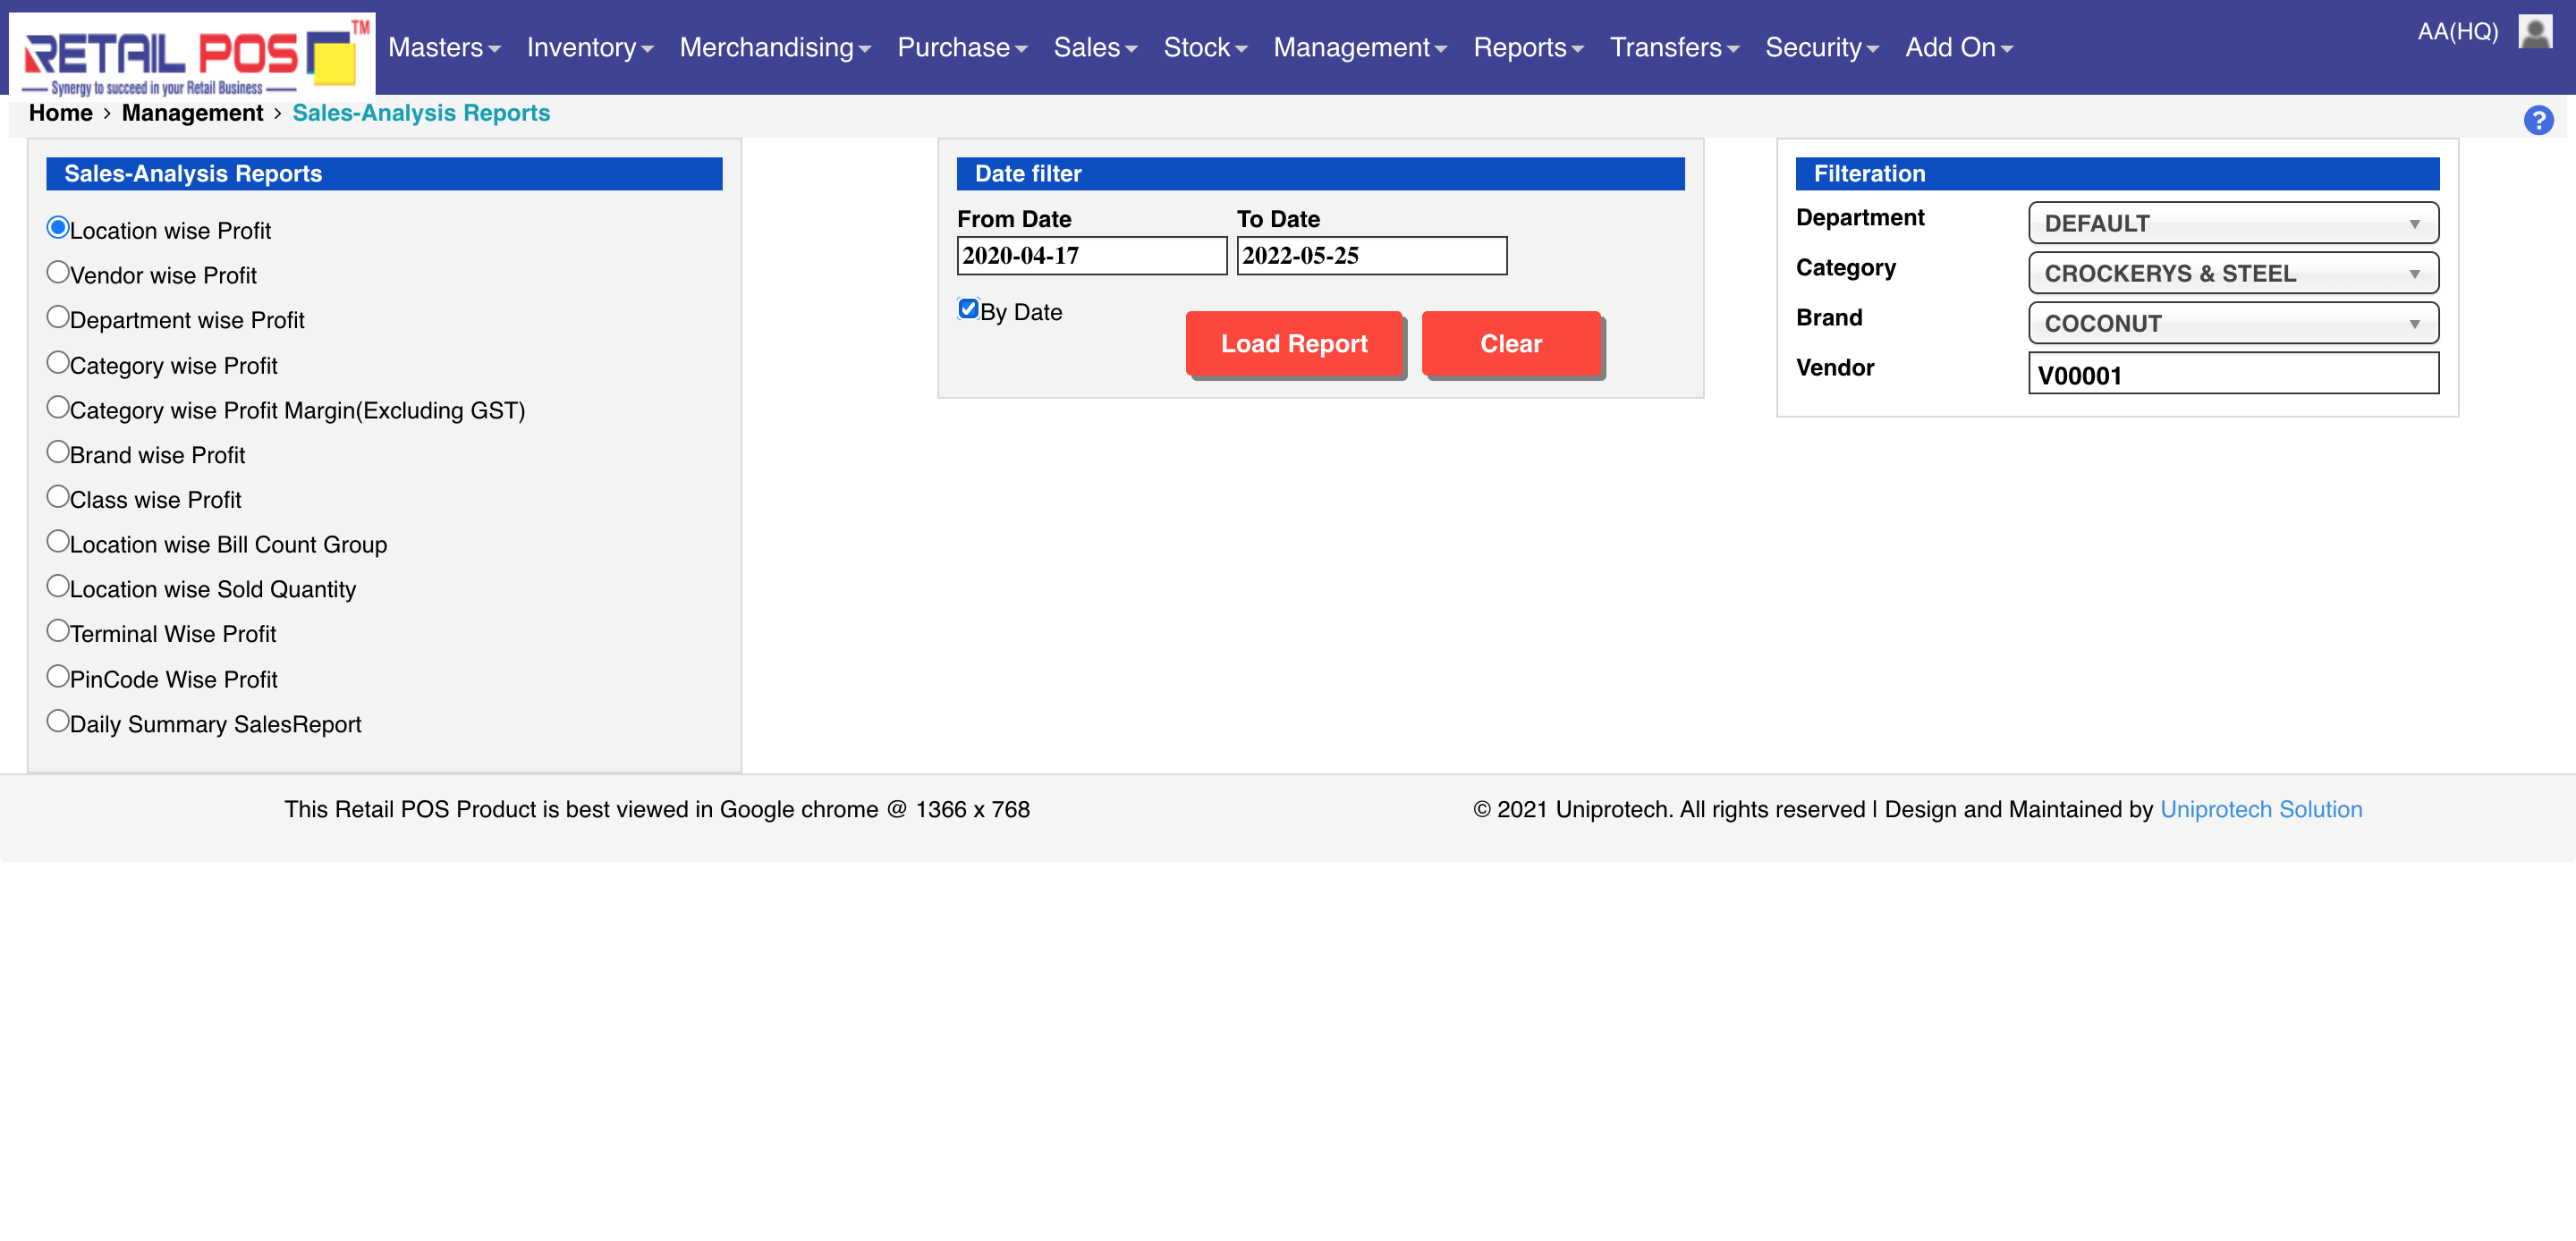 RETAIL POS TM
Synergy to succeed in your Retail Business
Masters Inventory Merchandising Purchase Sales Stock Management Reports Transfers Security Add On
AA(HQ)
Home › Management › Sales-Analysis Reports
?
Sales-Analysis Reports
Location wise Profit
Vendor wise Profit
Department wise Profit
Category wise Profit
Category wise Profit Margin(Excluding GST)
Brand wise Profit
Class wise Profit
Location wise Bill Count Group
Location wise Sold Quantity
Terminal Wise Profit
PinCode Wise Profit
Daily Summary SalesReport
Date filter
From Date To Date
2020-04-17 2022-05-25
By Date
Load Report Clear
Filteration
Department DEFAULT
Category CROCKERYS & STEEL
Brand COCONUT
Vendor V00001
This Retail POS Product is best viewed in Google chrome @ 1366 x 768
© 2021 Uniprotech. All rights reserved l Design and Maintained by Uniprotech Solution